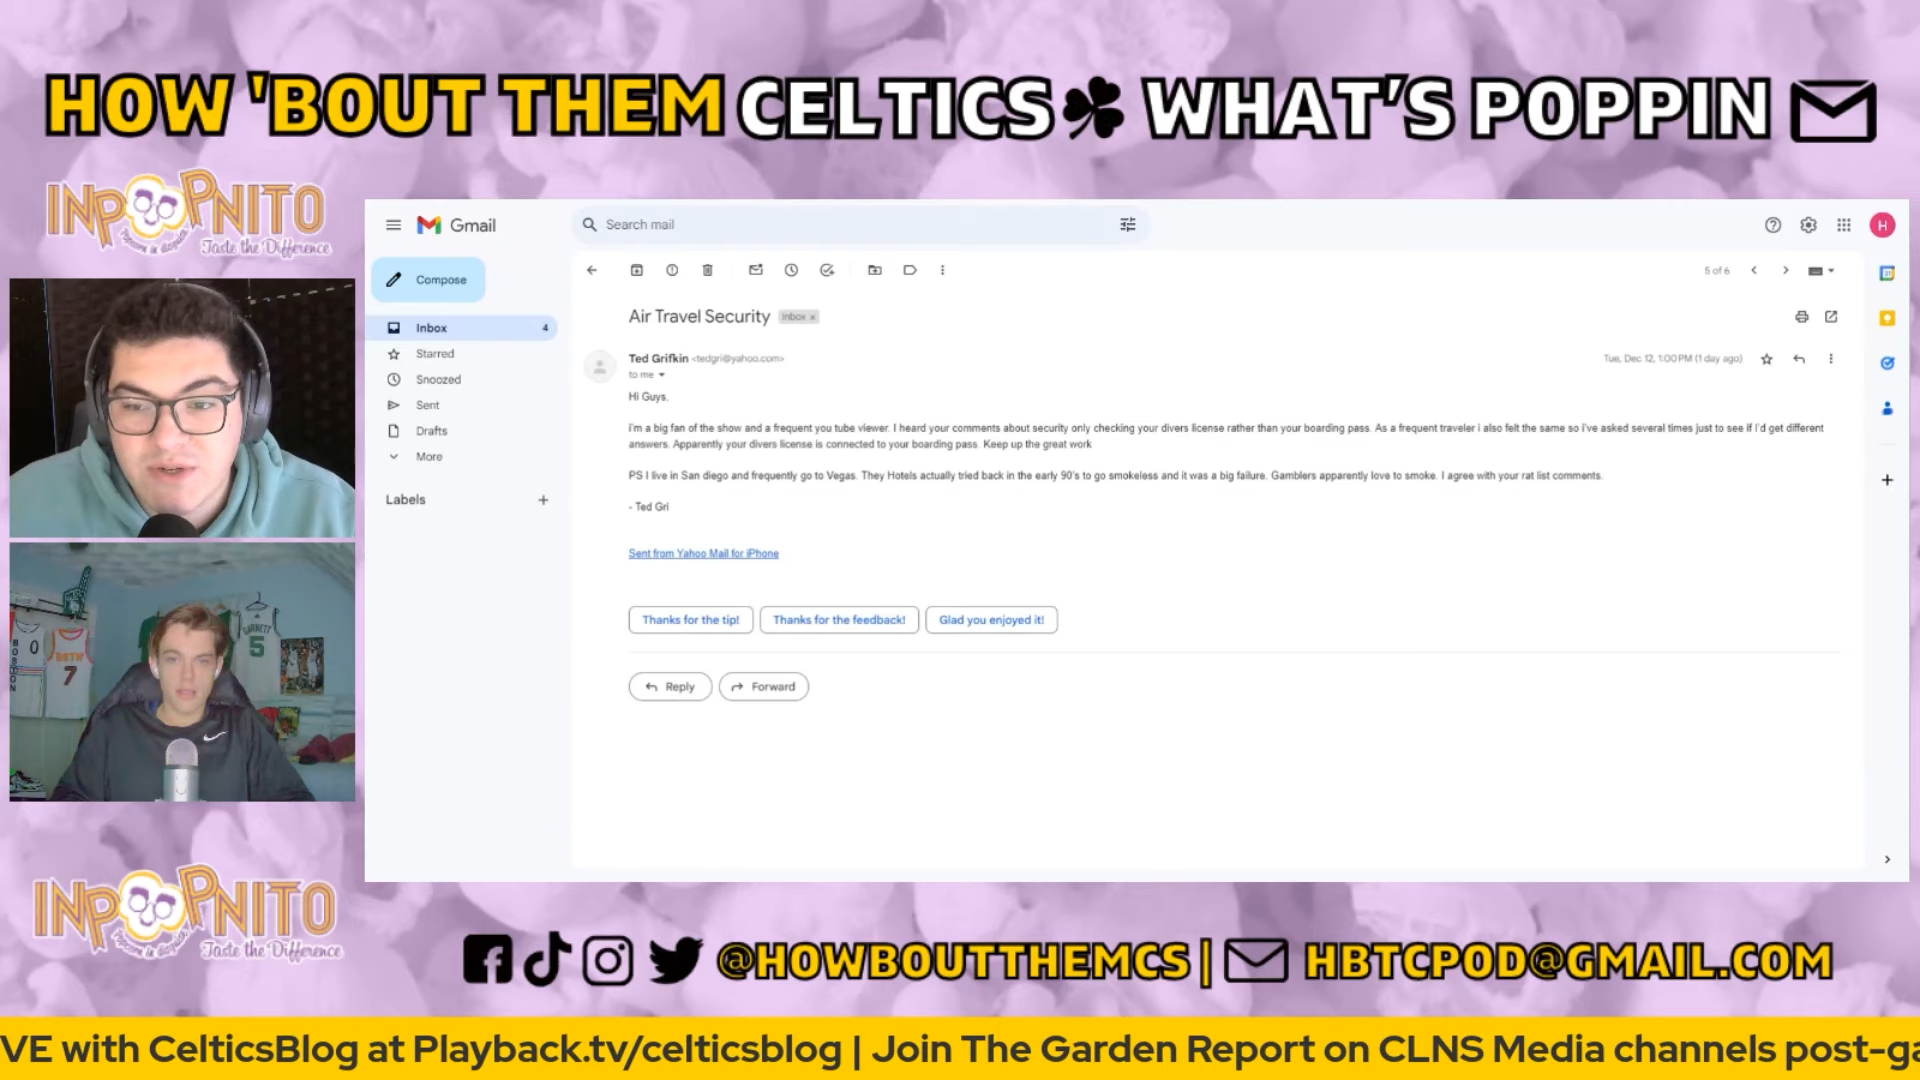 HOW 'BOUT THEM CELTICS WHAT'S POPPIN
INPOPNITO
Taste the Difference
Gmail
Search mail
H
Compose
5 of 6
Inbox 4
Starred
Snoozed
Sent
Drafts
More
Labels
Air Travel Security Inbox x
Ted Grifkin <tedgri@yahoo.com>
Tue, Dec 12, 1:00 PM (1 day ago)
to me
Hi Guys,
I'm a big fan of the show and a frequent you tube viewer. I heard your comments about security only checking your divers license rather than your boarding pass. As a frequent traveler i also felt the same so i've asked several times just to see if I'd get different
answers. Apparently your divers license is connected to your boarding pass. Keep up the great work
PS I live in San diego and frequently go to Vegas. They Hotels actually tried back in the early 90's to go smokeless and it was a big failure. Gamblers apparently love to smoke. I agree with your rat list comments.
- Ted Gri
Sent from Yahoo Mail for iPhone
Thanks for the tip! Thanks for the feedback! Glad you enjoyed it!
Reply Forward
GARNETT
5
BOSTON
0
7
INPOPNITO
Taste the Difference
@HOWBOUTTHEMCS | HBTCPOD@GMAIL.COM
VE with CelticsBlog at Playback.tv/celticsblog | Join The Garden Report on CLNS Media channels post-ga